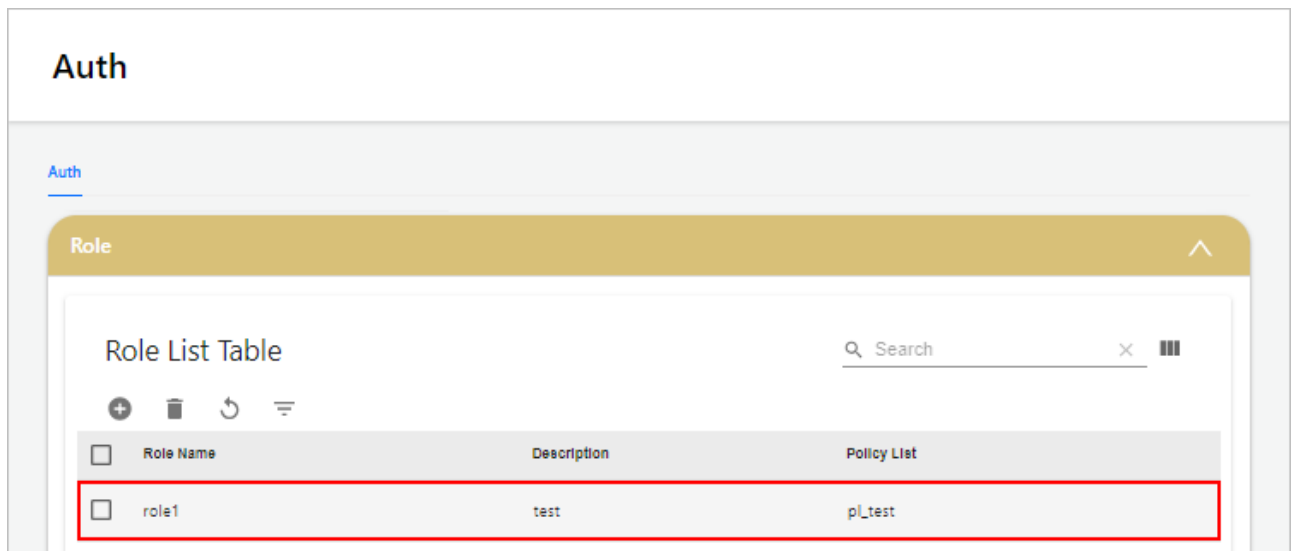 Auth
Auth
Role
Role List Table
Search
Role Name Description Policy List
role1 test pl_test